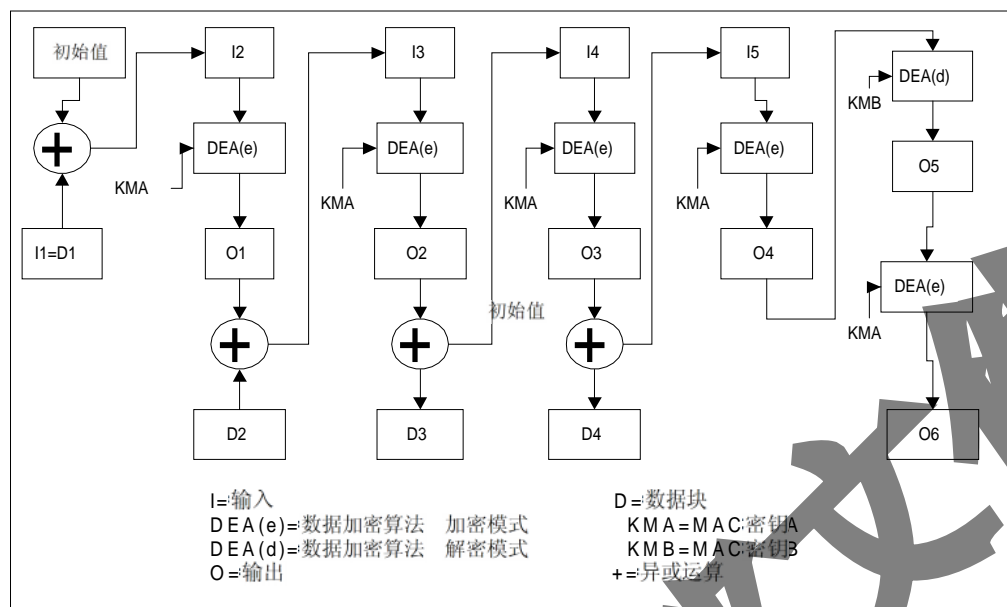 初始值
I2
I3
I4
I5
DEA(d)
KMB
DEA(e)
DEA(e)
DEA(e)
DEA(e)
KMA
KMA
KMA
KMA
O5
I1=D1
O1
O2
O3
O4
DEA(e)
KMA
初始值
D2
D3
D4
O6
I=输入
DEA(e)=数据加密算法 加密模式
DEA(d)=数据加密算法 解密模式
O=输出
D=数据块
KMA=MAC密钥A
KMB=MAC密钥B
+=异或运算